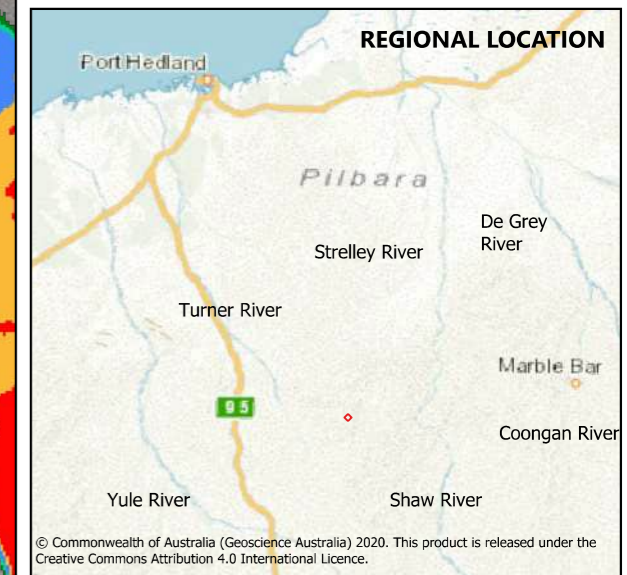 REGIONAL LOCATION
Port Hedland
Pilbara
De Grey
River
Strelley River
Turner River
Marble Bar
95
Coongan River
Yule River
Shaw River
© Commonwealth of Australia (Geoscience Australia) 2020. This product is released under the
Creative Commons Attribution 4.0 International Licence.